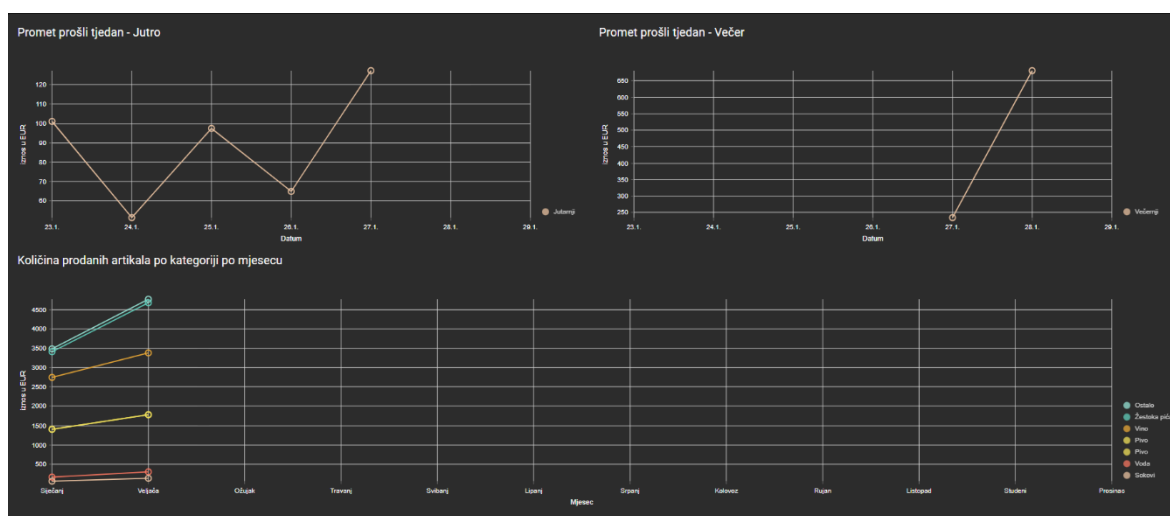 Promet prošli tjedan - Jutro
120
110
100
90
80
70
60
Iznos u EUR
23.1. 24.1. 25.1. 26.1. 27.1. 28.1. 29.1.
Datum
Jutarnji
Promet prošli tjedan - Večer
650
600
550
500
450
400
350
300
250
Iznos u EUR
23.1. 24.1. 25.1. 26.1. 27.1. 28.1. 29.1.
Datum
Večernji
Količina prodanih artikala po kategoriji po mjesecu
4500
4000
3500
3000
2500
2000
1500
1000
500
Iznos u EUR
Siječanj Veljača Ožujak Travanj Svibanj Lipanj Srpanj Kolovoz Rujan Listopad Studeni Prosinac
Mjesec
Ostalo
Žestoka pić
Vino
Pivo
Pivo
Voda
Sokovi